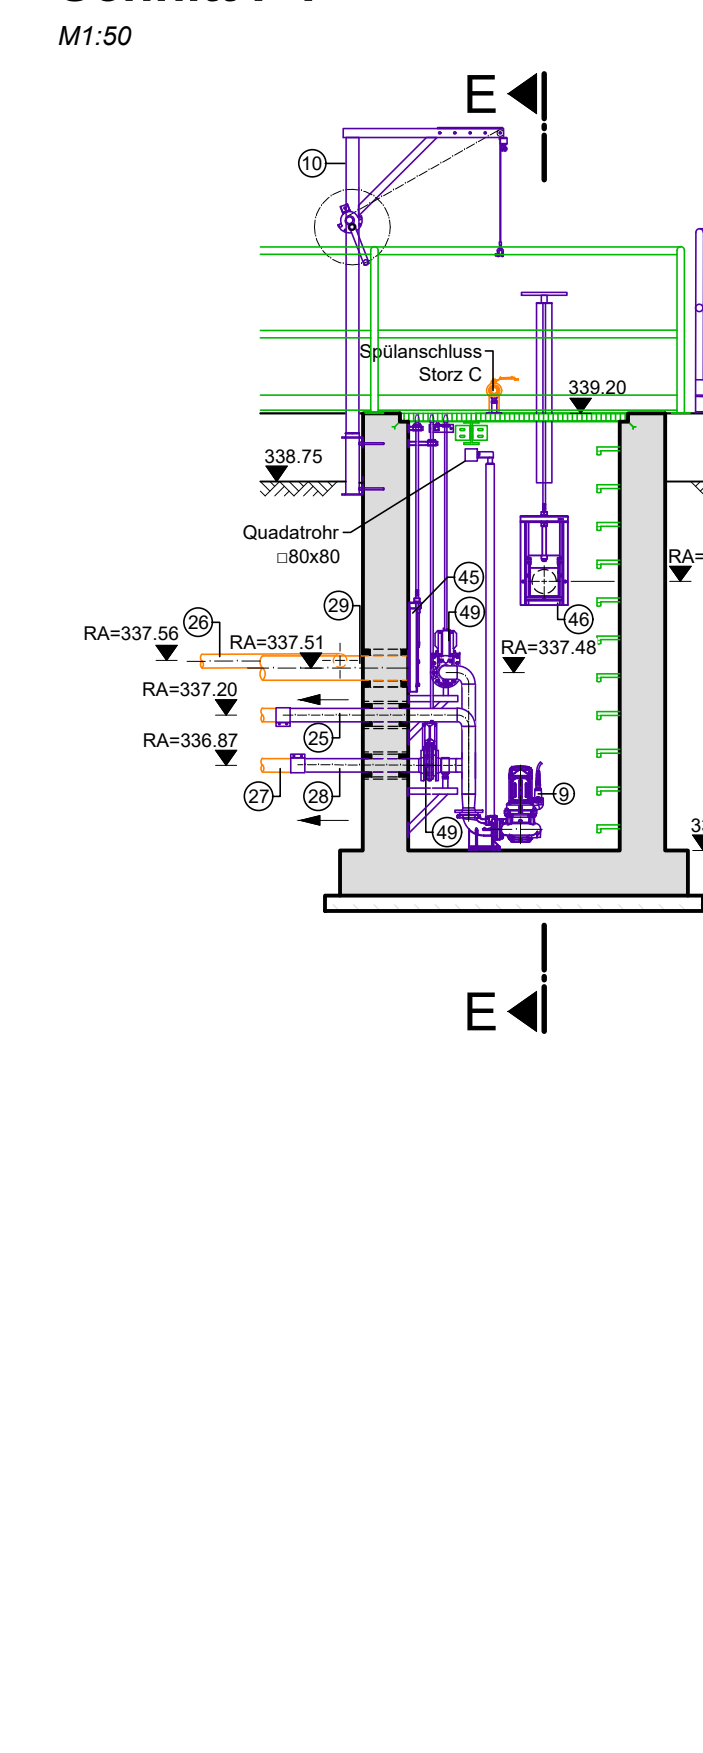 M1:50
E
10
Spülanschluss
Storz C
339.20
338.75
Quadatrohr
□80x80
RA=
45
29
49
46
26
RA=337.56
RA=337.51
RA=337.48
RA=337.20
25
RA=336.87
27
28
9
49
33
E